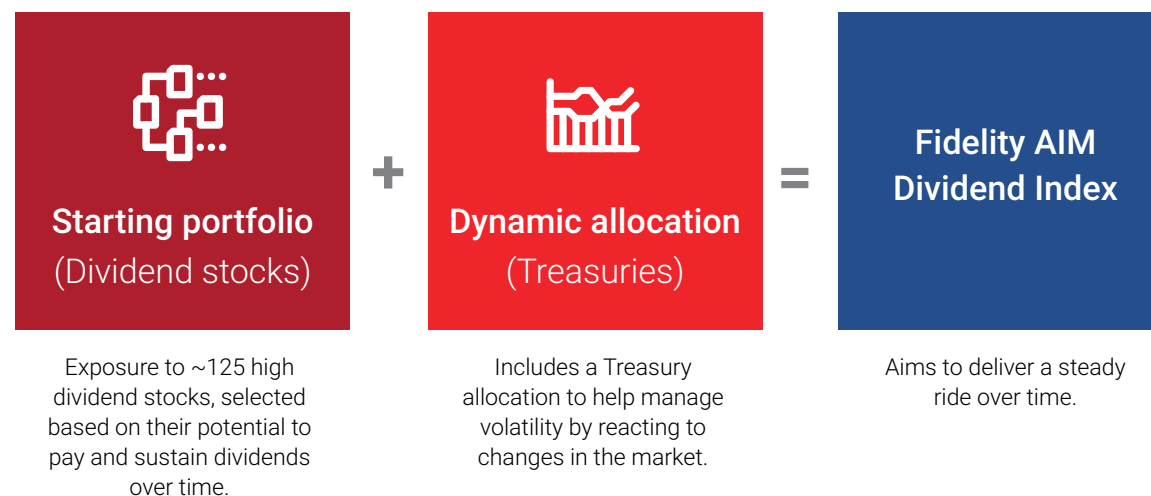 Starting portfolio
(Dividend stocks)
Exposure to ~125 high
dividend stocks, selected
based on their potential to
pay and sustain dividends
over time.
+
Dynamic allocation
(Treasuries)
Includes a Treasury
allocation to help manage
volatility by reacting to
changes in the market.
=
Fidelity AIM
Dividend Index
Aims to deliver a steady
ride over time.